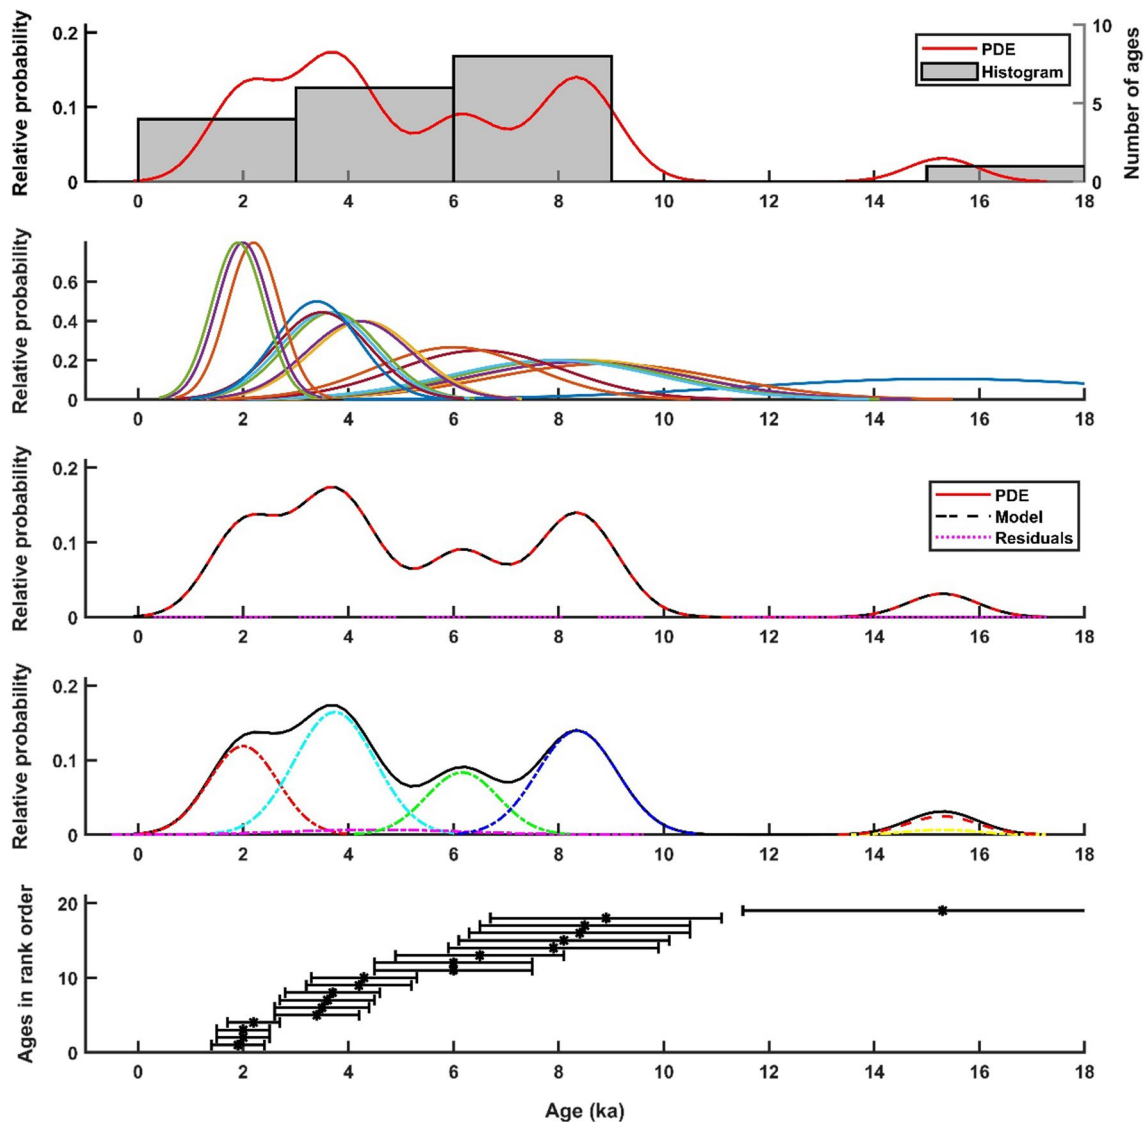 Relative probability
0.2
0.1
0
0 2 4 6 8 10 12 14 16 18
10
5
0
Number of ages
PDE
Histogram
Relative probability
0.6
0.4
0.2
0
0 2 4 6 8 10 12 14 16 18
Relative probability
0.2
0.1
0
0 2 4 6 8 10 12 14 16 18
PDE
Model
Residuals
Relative probability
0.2
0.1
0
0 2 4 6 8 10 12 14 16 18
Ages in rank order
20
10
0
0 2 4 6 8 10 12 14 16 18
Age (ka)